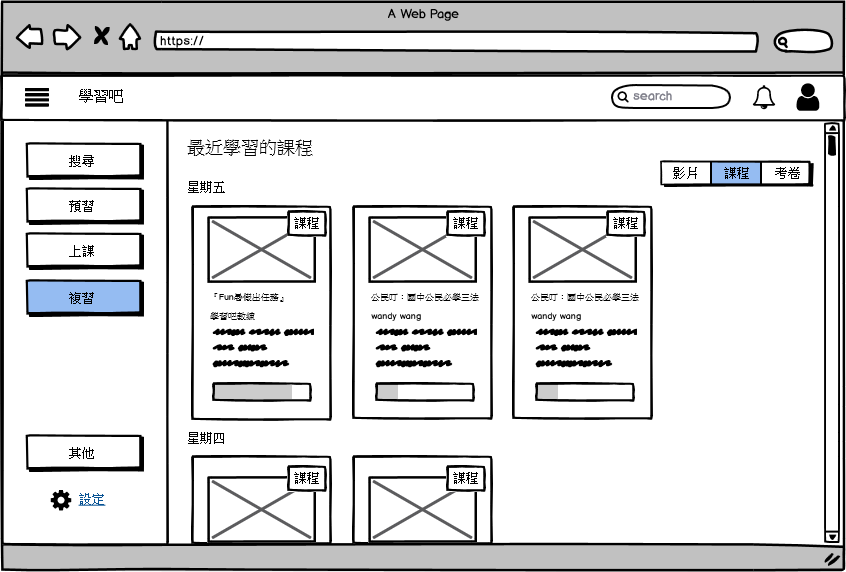 A Web Page
https://
學習吧
search
搜尋
預習
上課
複習
其他
設定
最近學習的課程
影片
課程
考卷
星期五
課程
課程
課程
『Fun暑假出任務』
公民叮：國中公民必學三法
公民叮：國中公民必學三法
學習吧教練
wandy wang
wandy wang
星期四
課程
課程